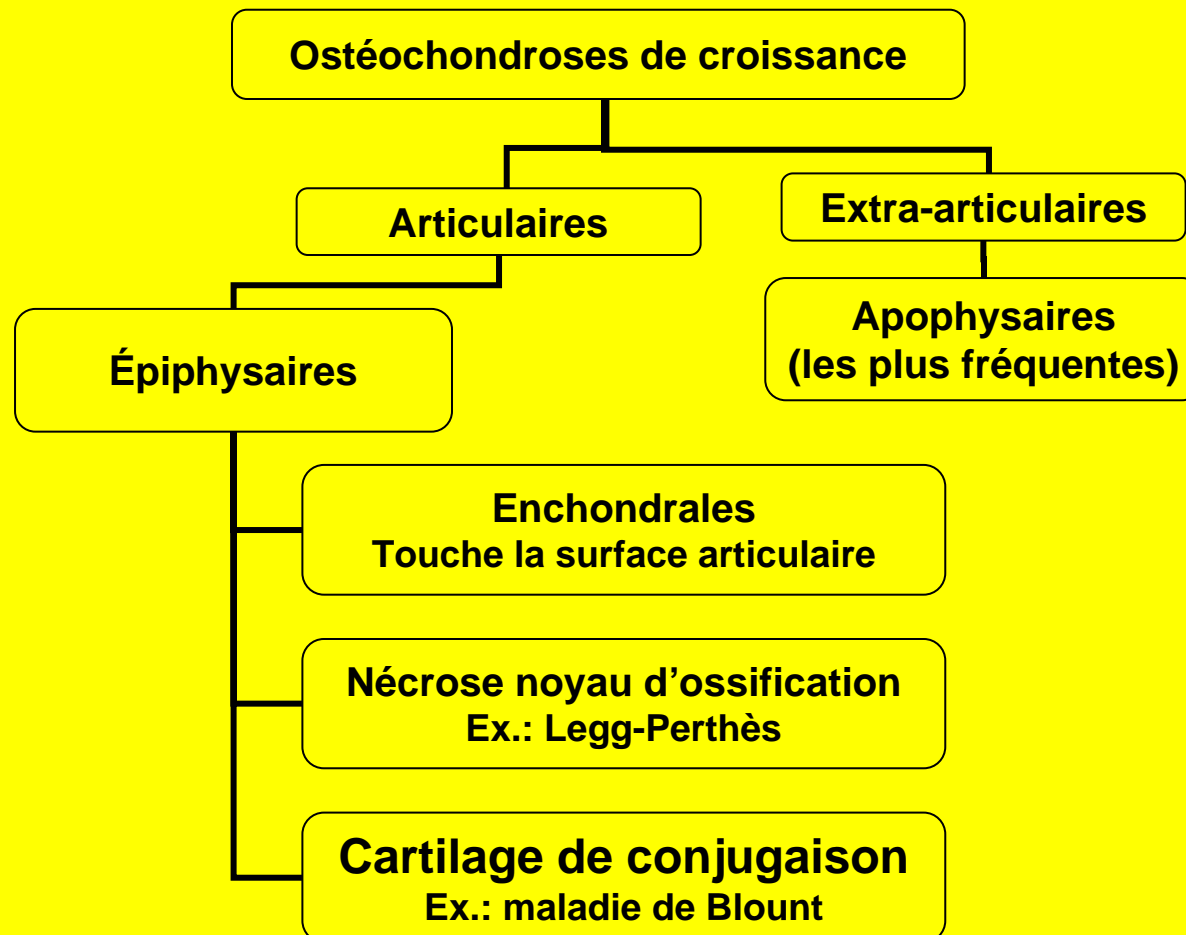 Ostéochondroses de croissance
Articulaires
Extra-articulaires
Épiphysaires
Apophysaires
(les plus fréquentes)
Enchondrales
Touche la surface articulaire
Nécrose noyau d’ossification
Ex.: Legg-Perthès
Cartilage de conjugaison
Ex.: maladie de Blount